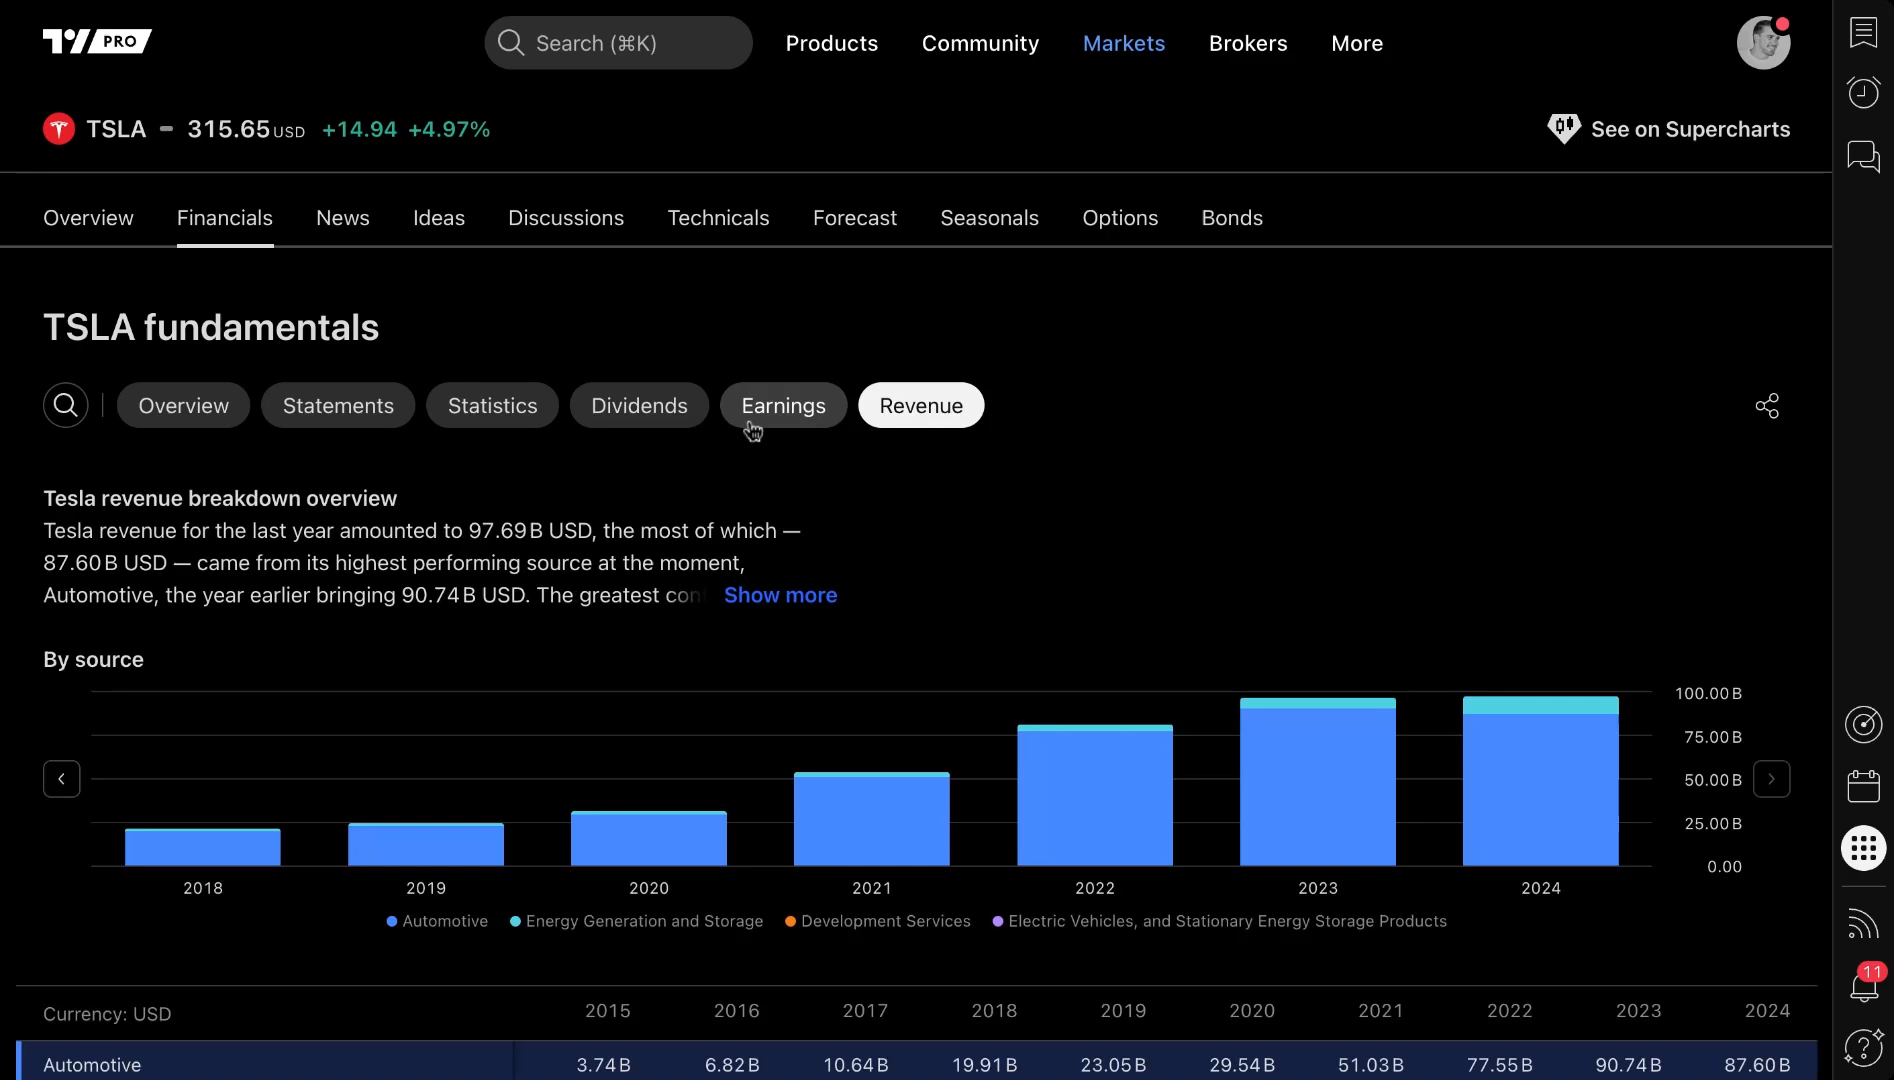 PRO
Search (⌘K)
Products
Community
Markets
Brokers
More
TSLA
315.65 USD
+14.94 +4.97%
See on Supercharts
Overview
Financials
News
Ideas
Discussions
Technicals
Forecast
Seasonals
Options
Bonds
TSLA fundamentals
Overview
Statements
Statistics
Dividends
Earnings
Revenue
Tesla revenue breakdown overview
Tesla revenue for the last year amounted to 97.69 B USD, the most of which —
87.60 B USD — came from its highest performing source at the moment,
Automotive, the year earlier bringing 90.74 B USD. The greatest con Show more
By source
100.00 B
75.00 B
50.00 B
25.00 B
0.00
2018 2019 2020 2021 2022 2023 2024
Automotive Energy Generation and Storage Development Services Electric Vehicles, and Stationary Energy Storage Products
Currency: USD 2015 2016 2017 2018 2019 2020 2021 2022 2023 2024
Automotive 3.74 B 6.82 B 10.64 B 19.91 B 23.05 B 29.54 B 51.03 B 77.55 B 90.74 B 87.60 B
11